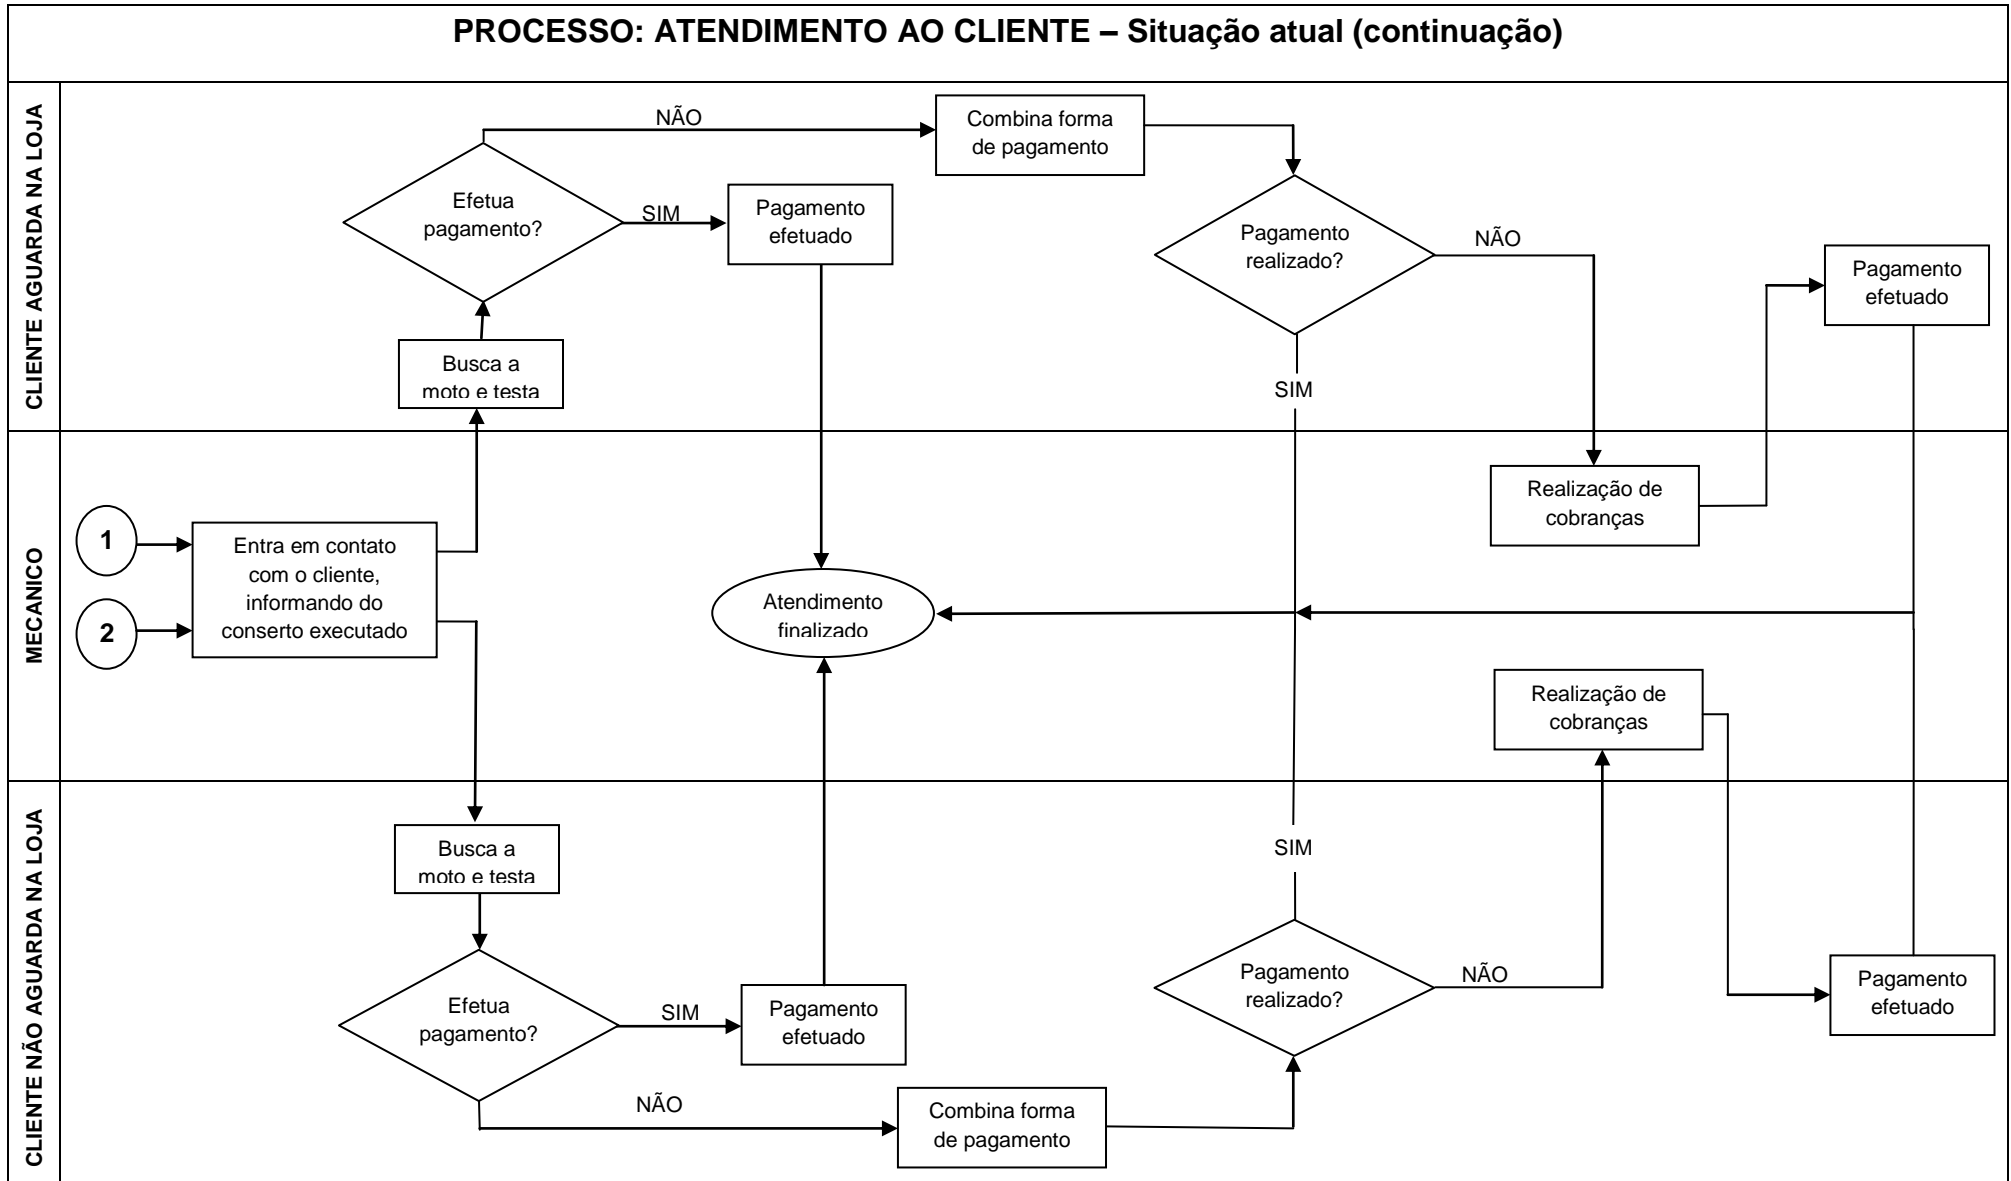 PROCESSO: ATENDIMENTO AO CLIENTE – Situação atual (continuação)
CLIENTE AGUARDA NA LOJA
NÃO
Combina forma
de pagamento
Efetua
pagamento?
SIM
Pagamento
efetuado
Pagamento
realizado?
NÃO
Pagamento
efetuado
Busca a
moto e testa
SIM
MECANICO
1
2
Entra em contato
com o cliente,
informando do
conserto executado
Atendimento
finalizado
Realização de
cobranças
Realização de
cobranças
CLIENTE NÃO AGUARDA NA LOJA
Busca a
moto e testa
SIM
Efetua
pagamento?
SIM
Pagamento
efetuado
Pagamento
realizado?
NÃO
Pagamento
efetuado
NÃO
Combina forma
de pagamento